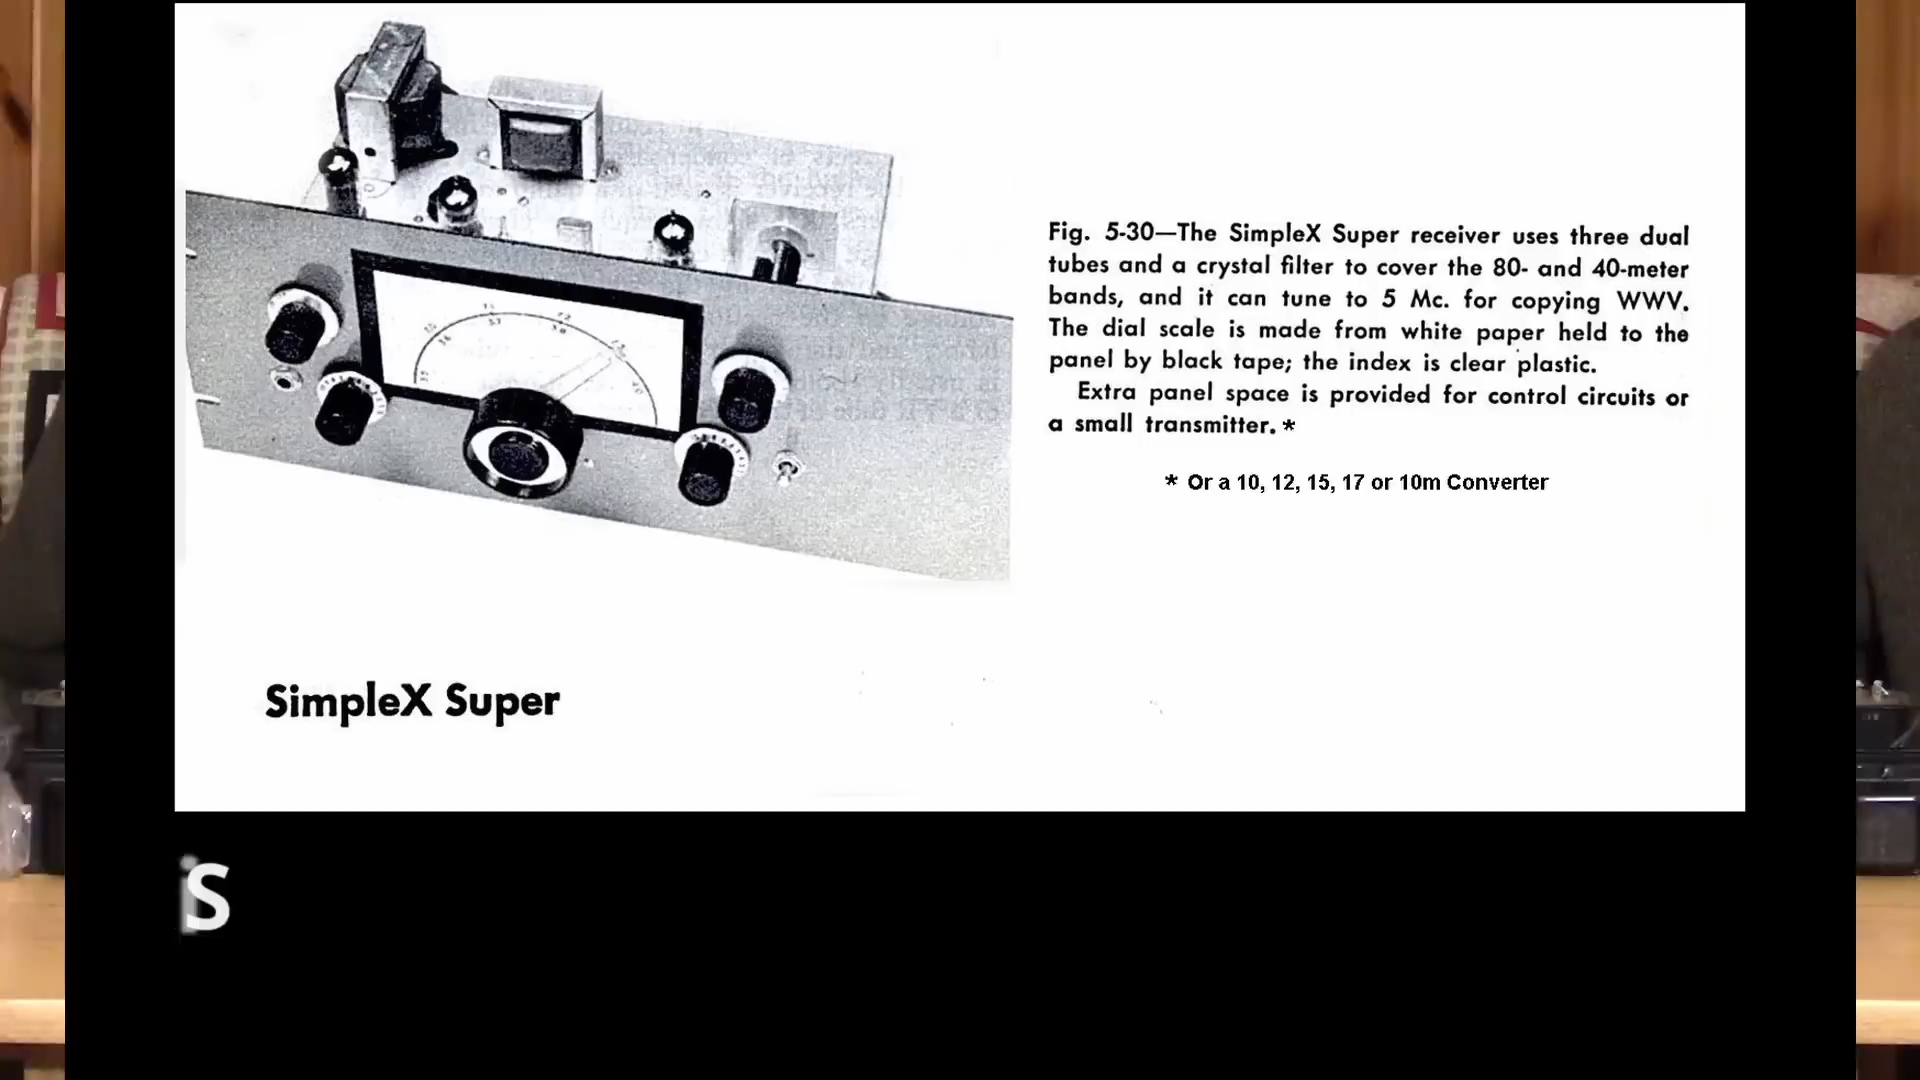 Fig. 5-30—The SimpleX Super receiver uses three dual
tubes and a crystal filter to cover the 80- and 40-meter
bands, and it can tune to 5 Mc. for copying WWV.
The dial scale is made from white paper held to the
panel by black tape; the index is clear plastic.
Extra panel space is provided for control circuits or
a small transmitter. *
* Or a 10, 12, 15, 17 or 10m Converter
SimpleX Super
is